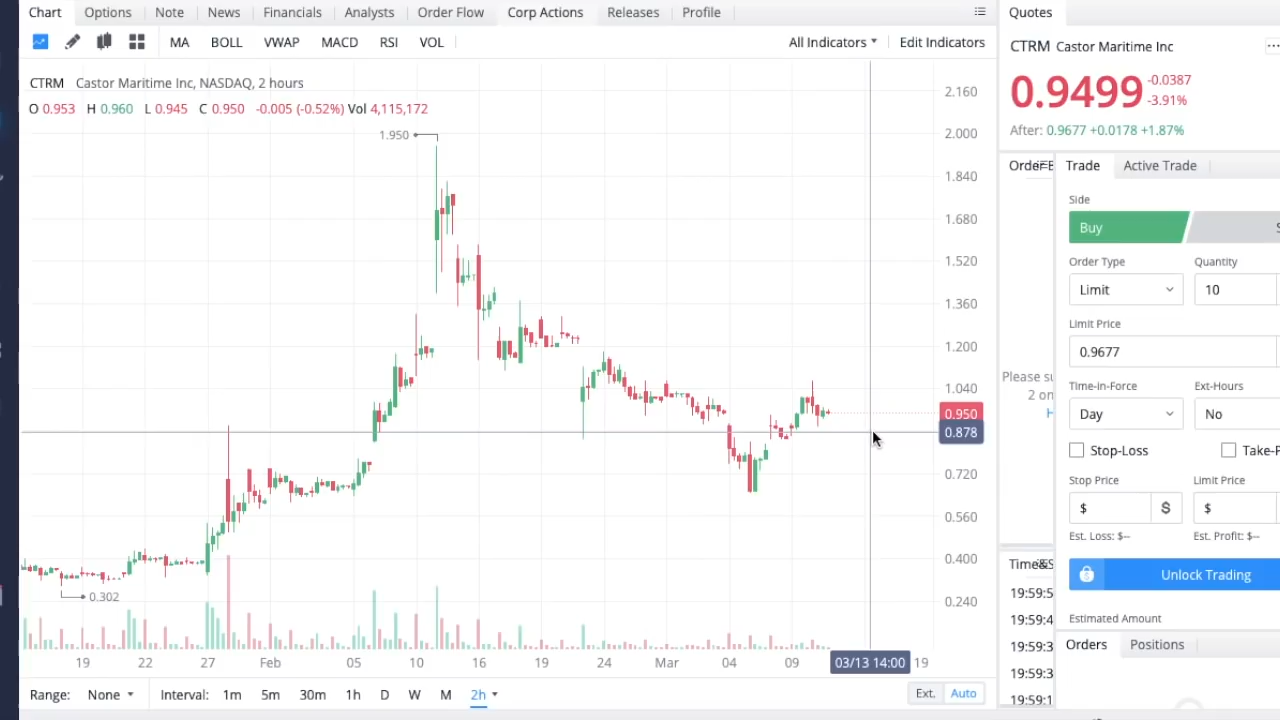 Chart Options Note News Financials Analysts Order Flow Corp Actions Releases Profile Quotes
MA BOLL VWAP MACD RSI VOL All Indicators Edit Indicators
CTRM Castor Maritime Inc
CTRM Castor Maritime Inc, NASDAQ, 2 hours
O 0.953 H 0.960 L 0.945 C 0.950 -0.005 (-0.52%) Vol 4,115,172
0.9499 -0.0387
-3.91%
After: 0.9677 +0.0178 +1.87%
1.950
0.302
2.160
2.000
1.840
1.680
1.520
1.360
1.200
1.040
0.950
0.878
0.720
0.560
0.400
0.240
19 22 27 Feb 05 10 16 19 24 Mar 04 09 03/13 14:00 19
Range: None Interval: 1m 5m 30m 1h D W M 2h Ext. Auto
Please su
2 on
H
19:59:5
19:59:4
19:59:3
19:59:3
19:59:1
Trade Active Trade
Side
Buy S
Order Type Quantity
Limit 10
Limit Price
0.9677
Time-in-Force Ext-Hours
Day No
Stop-Loss Take-P
Stop Price Limit Price
$ $ $
Est. Loss: $-- Est. Profit: $--
Unlock Trading
Estimated Amount
Orders Positions